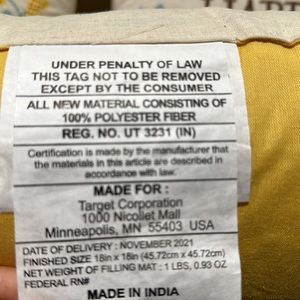 UNDER PENALTY OF LAW
THIS TAG NOT TO BE REMOVED
EXCEPT BY THE CONSUMER
ALL NEW MATERIAL CONSISTING OF
100% POLYESTER FIBER
REG. NO. UT 3231 (IN)
Certification is made by the manufacturer that
the materials in this article are described in
accordance with law.
MADE FOR :
Target Corporation
1000 Nicollet Mall
Minneapolis, MN 55403 USA
DATE OF DELIVERY : NOVEMBER 2021
FINISHED SIZE 18in x 18in (45.72cm x 45.72cm)
NET WEIGHT OF FILLING MAT : 1 LBS, 0.93 OZ
FEDERAL RN#
MADE IN INDIA